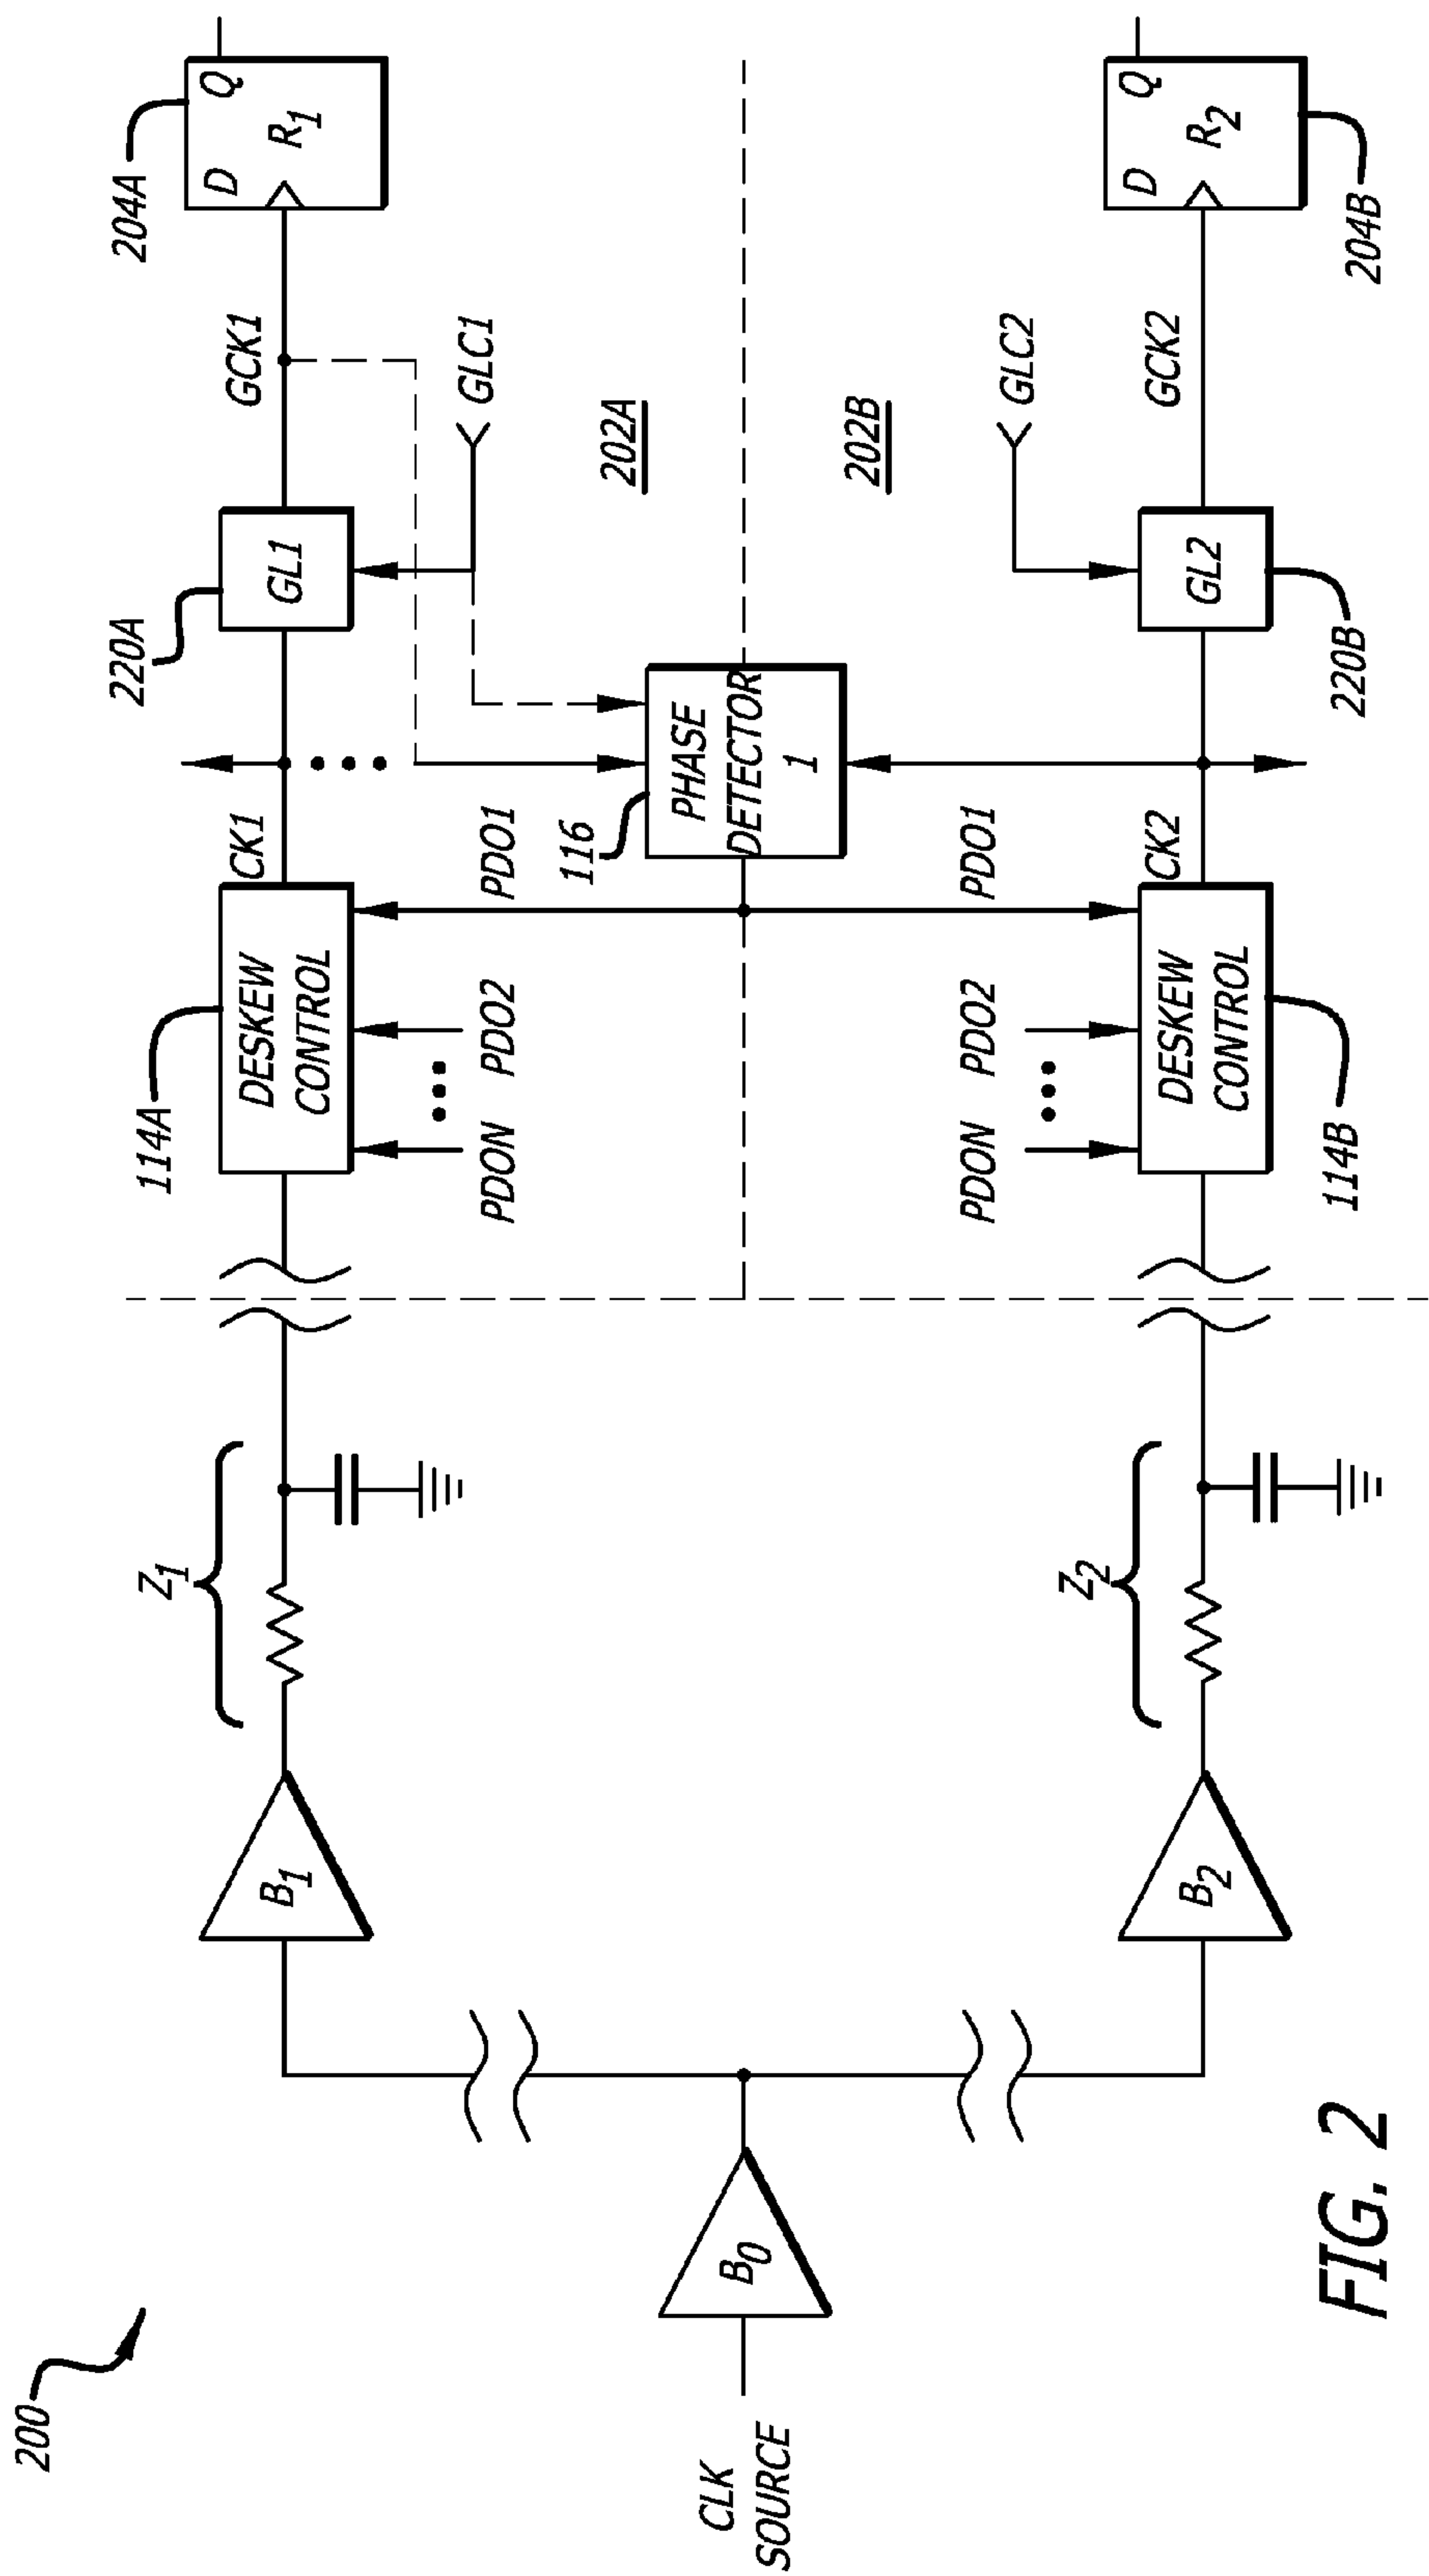 200
CLK
SOURCE
B0
B1
B2
Z1
Z2
114A
DESKEW
CONTROL
PDON
PDO2
PDO1
CK1
220A
GL1
GCK1
GLC1
204A
D
Q
R1
202A
116
PHASE
DETECTOR
1
202B
PDON
PDO2
PDO1
DESKEW
CONTROL
114B
CK2
GL2
220B
GLC2
GCK2
D
Q
R2
204B
FIG. 2